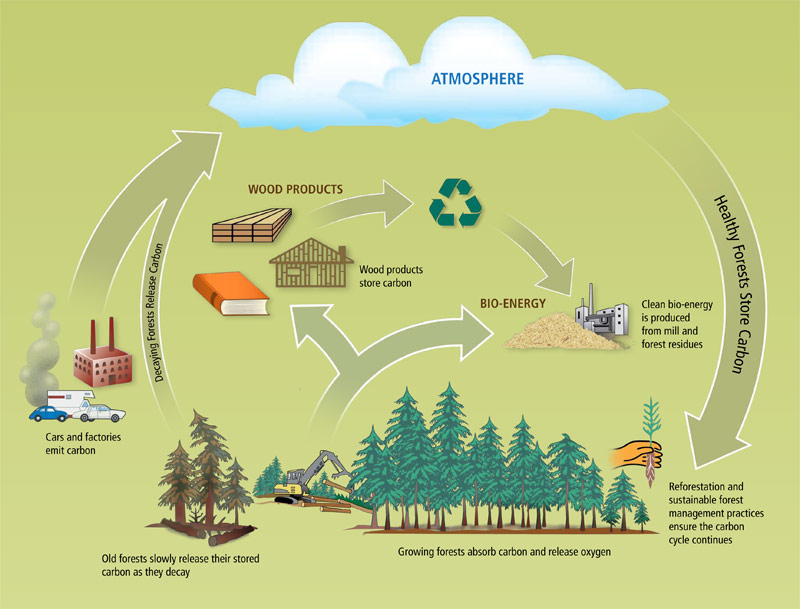 ATMOSPHERE
WOOD PRODUCTS
Wood products
store carbon
BIO-ENERGY
Clean bio-energy
is produced
from mill and
forest residues
Healthy Forests Store Carbon
Decaying Forests Release Carbon
Cars and factories
emit carbon
Reforestation and
sustainable forest
management practices
ensure the carbon
cycle continues
Old forests slowly release their stored
carbon as they decay
Growing forests absorb carbon and release oxygen